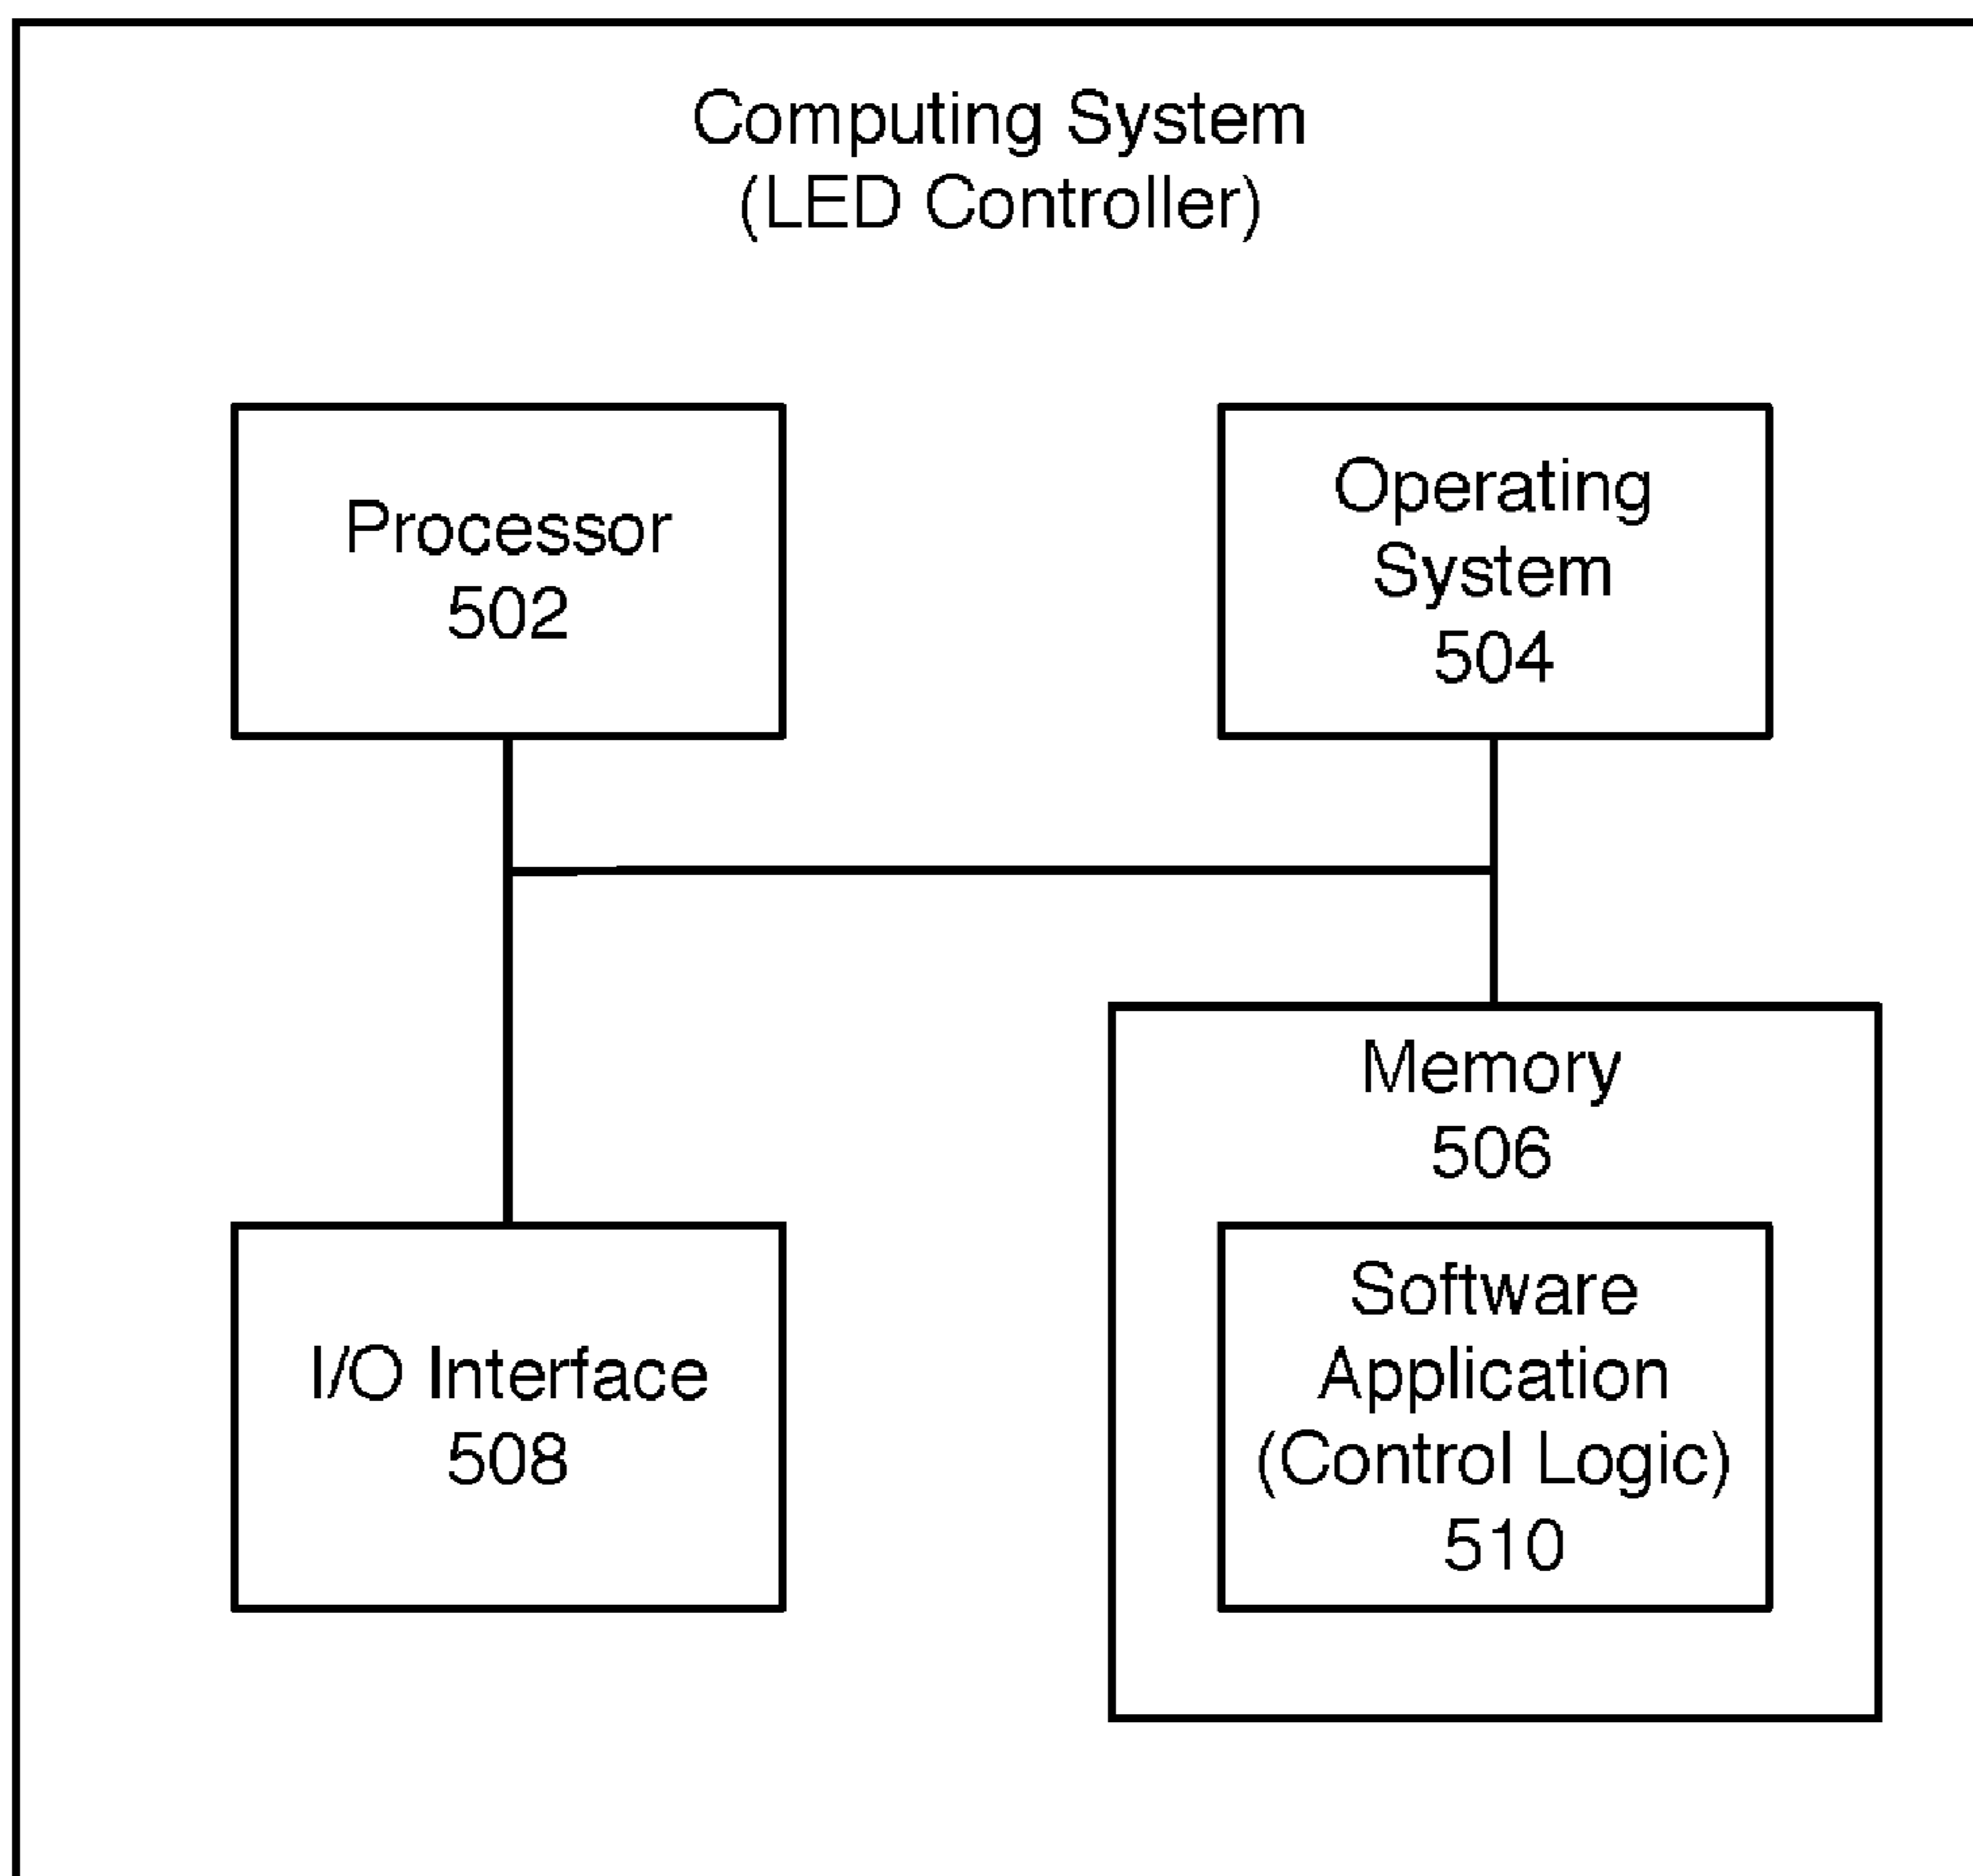 Computing System
(LED Controller)
Processor
502
Operating
System
504
Memory
506
I/O Interface
508
Software
Application
(Control Logic)
510